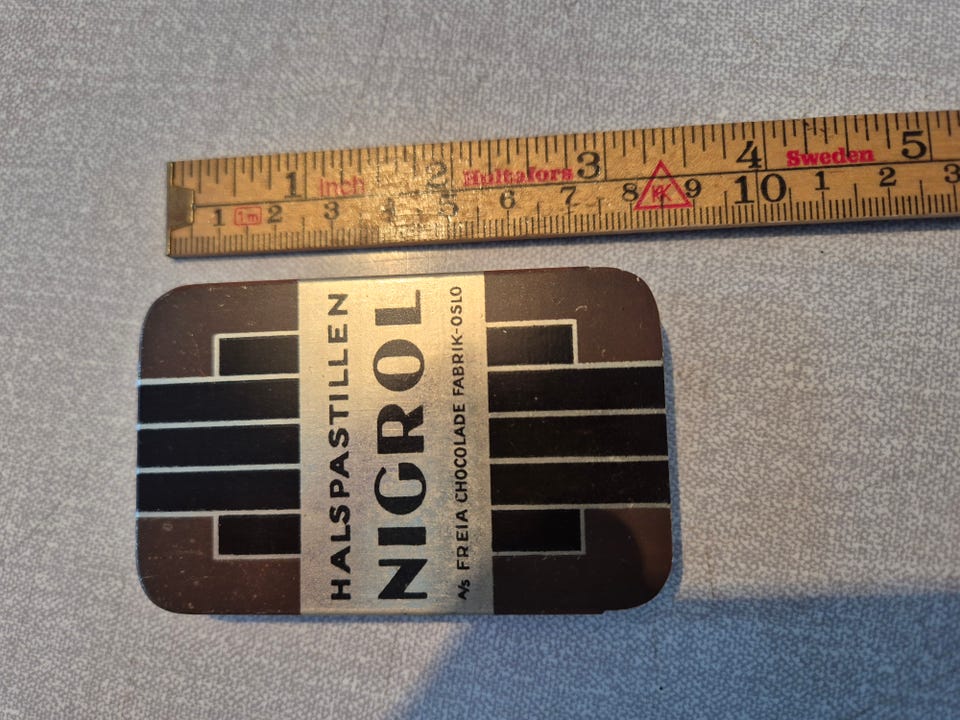 1 inch 2 Hultafors 3 4 Sweden 5
1 1m 2 3 4 5 6 7 8 9 10 1 2 3
HALSPASTILLEN
NIGROL
A/S FREIA CHOCOLADE FABRIK-OSLO